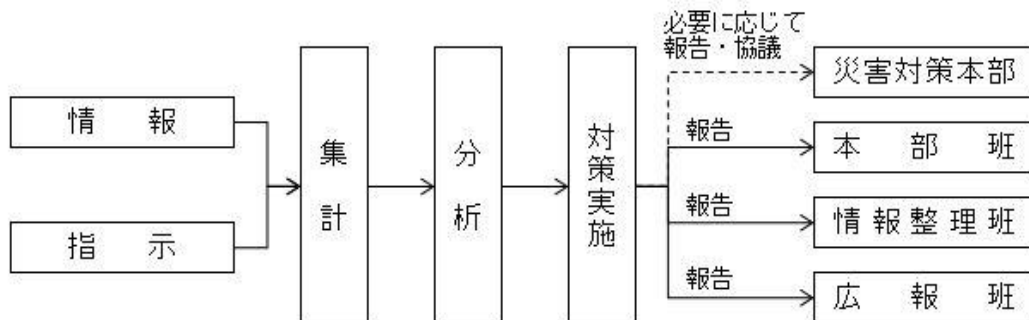 情報
指示
集計
分析
対策実施
必要に応じて
報告・協議
災害対策本部
報告
本部班
報告
情報整理班
報告
広報班